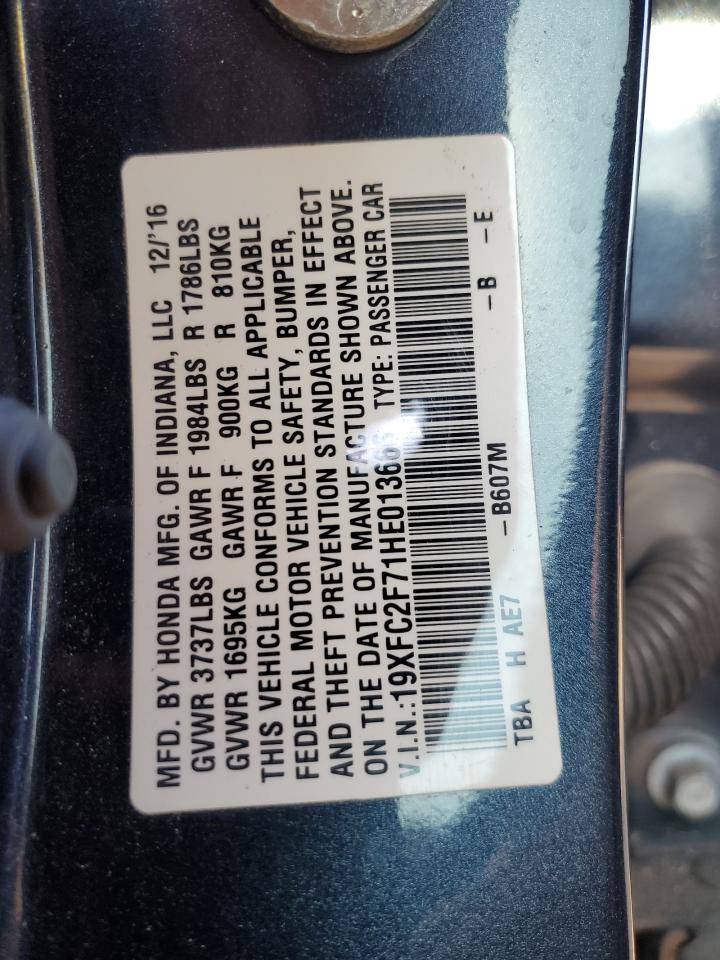 MFD. BY HONDA MFG. OF INDIANA, LLC 12/'16
GVWR 3737LBS GAWR F 1984LBS R 1786LBS
GVWR 1695KG GAWR F 900KG R 810KG
THIS VEHICLE CONFORMS TO ALL APPLICABLE
FEDERAL MOTOR VEHICLE SAFETY, BUMPER,
AND THEFT PREVENTION STANDARDS IN EFFECT
ON THE DATE OF MANUFACTURE SHOWN ABOVE.
V.I.N.: TYPE: PASSENGER CAR
TBA H AE7 –B607M –B –E